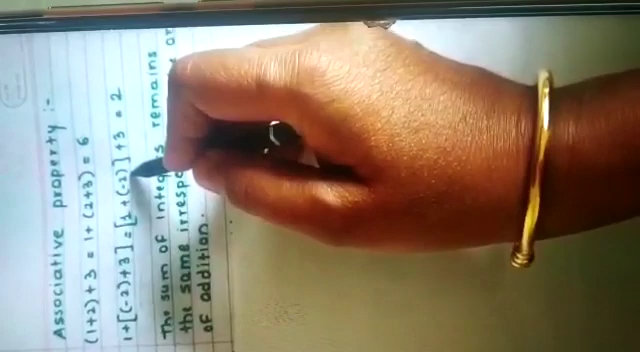 Associative property :-
(1+2)+3 = 1+(2+3) = 6
1+[(-2)+3] = [1+(-2)]+3 = 2
The sum of remains
the same
of addition.